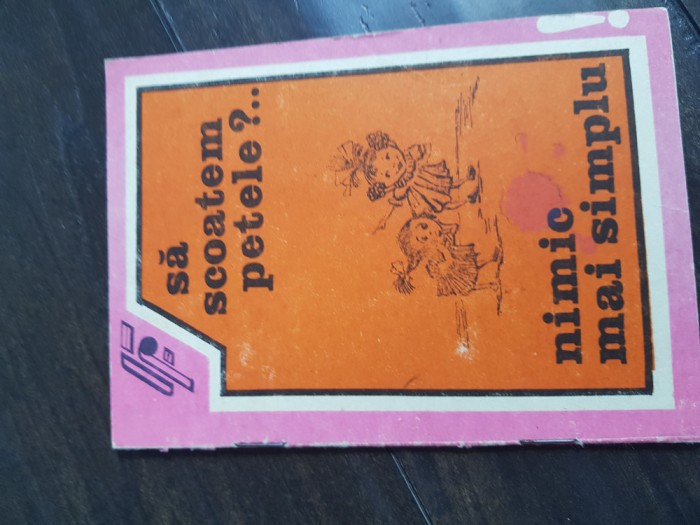 să
scoatem
petele?..
nimic
mai simplu!